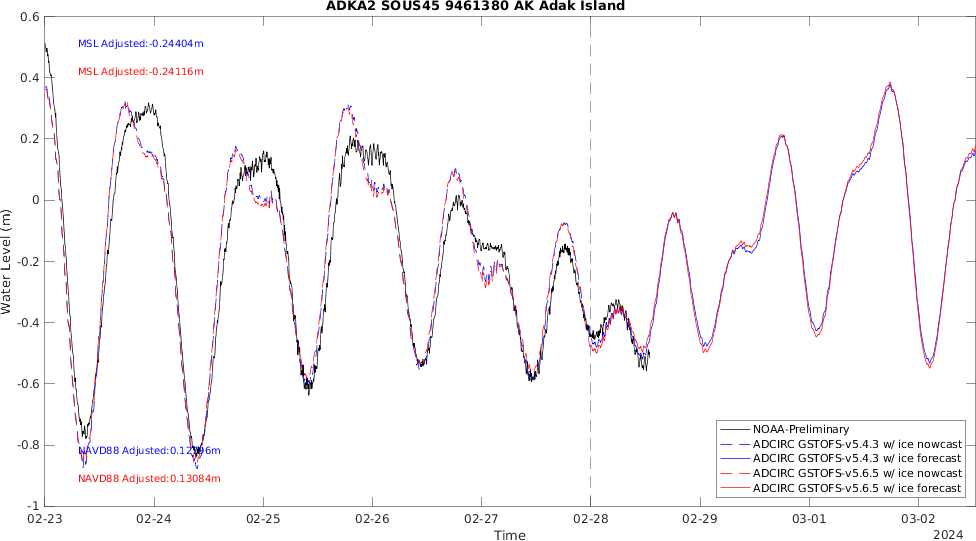 ADKA2 SOUS45 9461380 AK Adak Island
0.6
0.4
0.2
0
-0.2
-0.4
-0.6
-0.8
-1
Water Level (m)
MSL Adjusted:-0.24404m
MSL Adjusted:-0.24116m
NAVD88 Adjusted:
NAVD88 Adjusted:0.13084m
NOAA-Preliminary
ADCIRC GSTOFS-v5.4.3 w/ ice nowcast
ADCIRC GSTOFS-v5.4.3 w/ ice forecast
ADCIRC GSTOFS-v5.6.5 w/ ice nowcast
ADCIRC GSTOFS-v5.6.5 w/ ice forecast
02-23 02-24 02-25 02-26 02-27 02-28 02-29 03-01 03-02
Time
2024